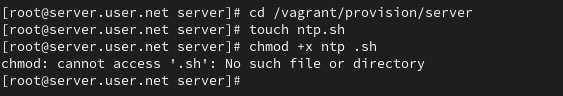 [root@server.user.net server]# cd /vagrant/provision/server
[root@server.user.net server]# touch ntp.sh
[root@server.user.net server]# chmod +x ntp .sh
chmod: cannot access '.sh': No such file or directory
[root@server.user.net server]#